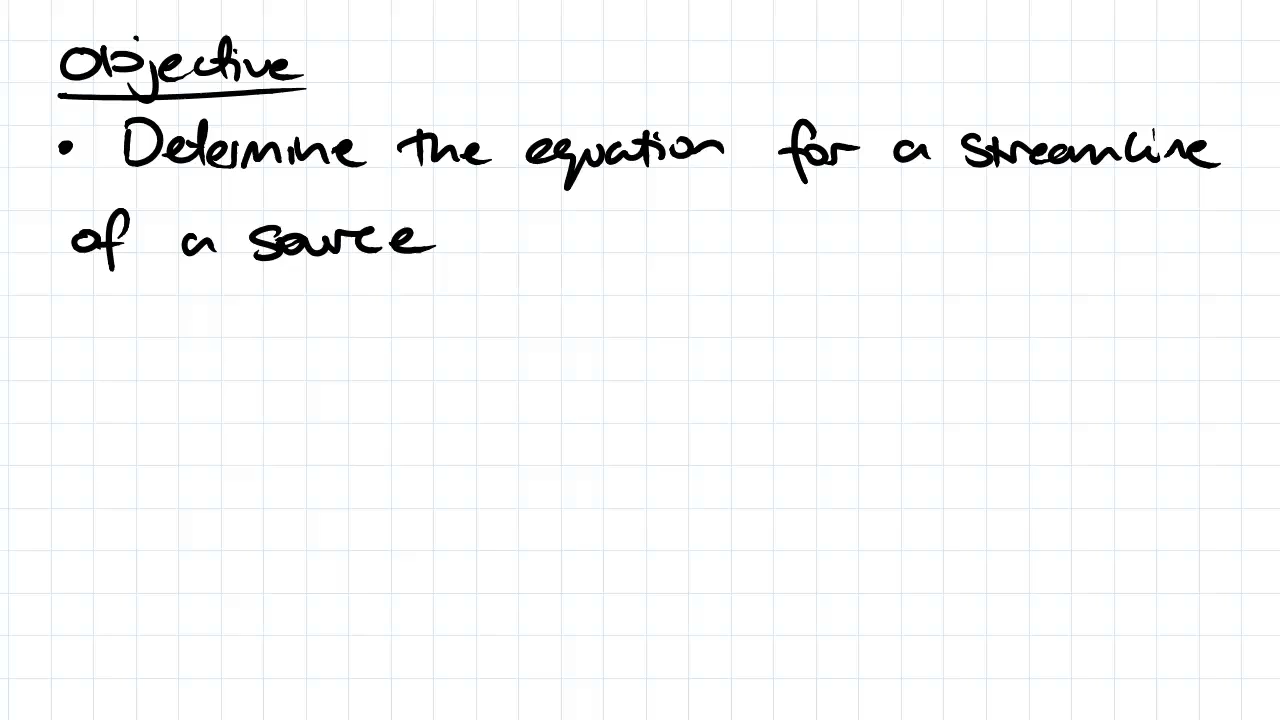 Objective
• Determine the equation for a streamline
of a source